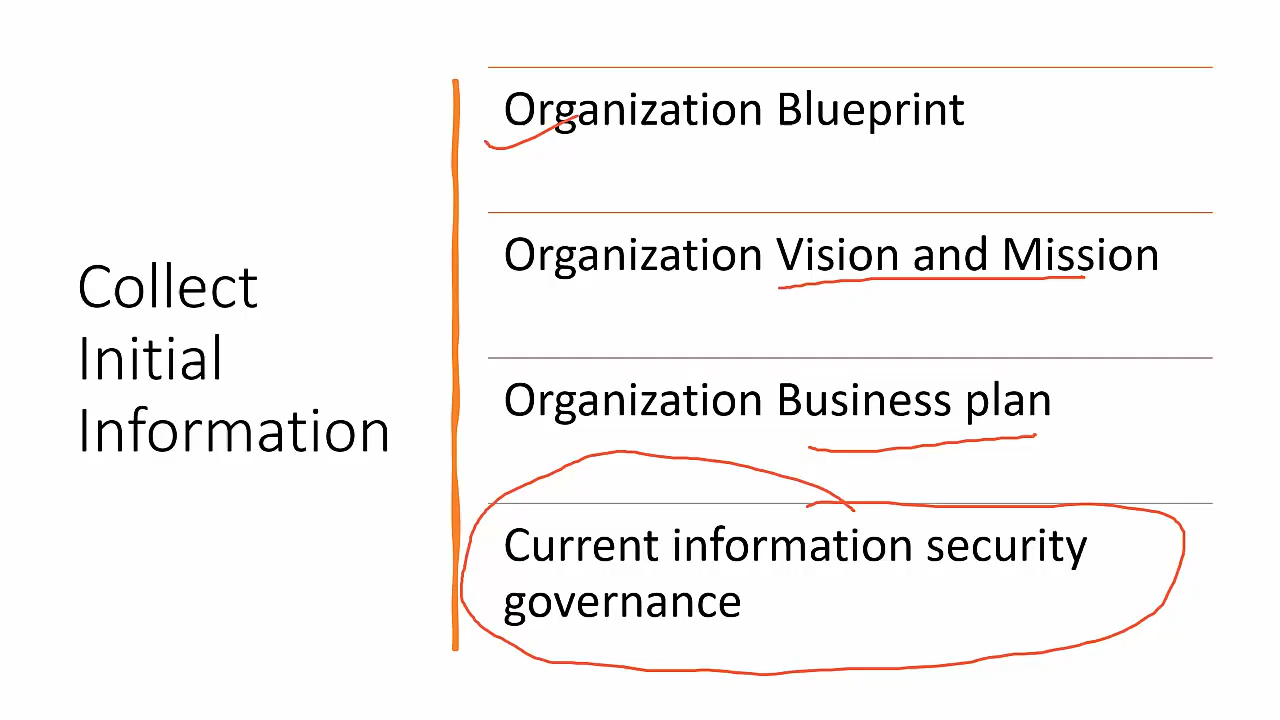 Collect
Initial
Information
Organization Blueprint
Organization Vision and Mission
Organization Business plan
Current information security
governance